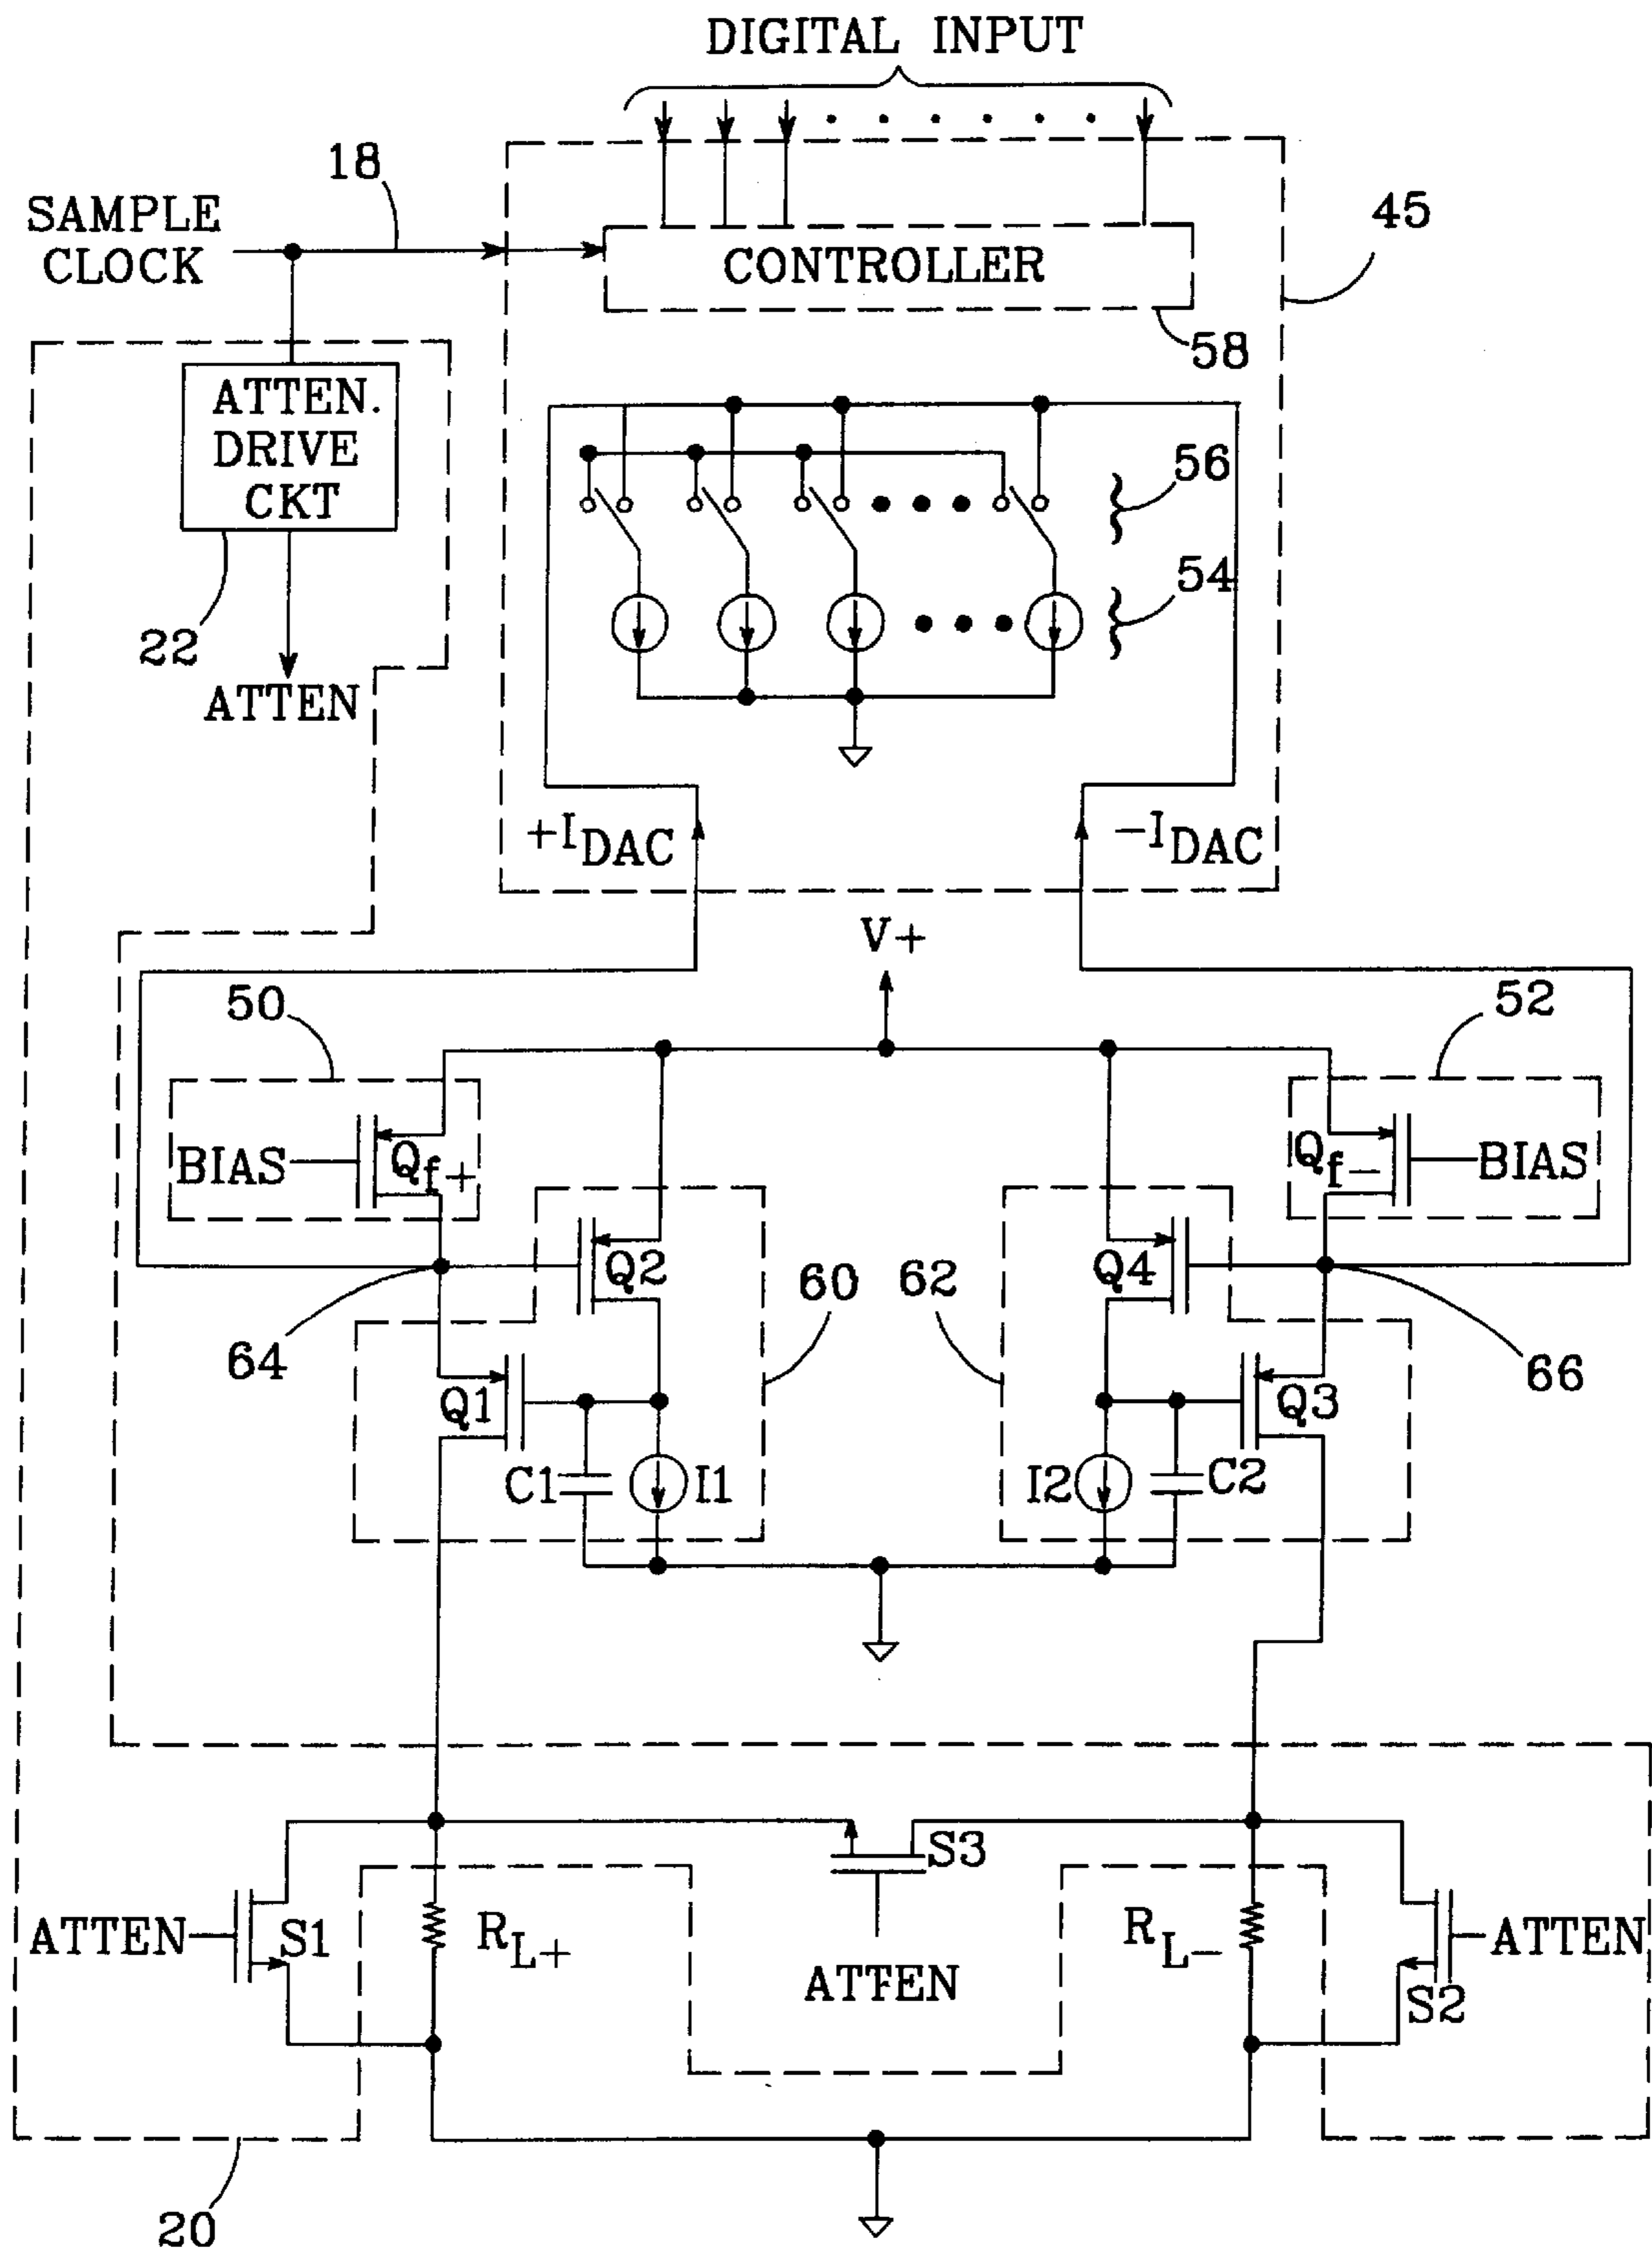 DIGITAL INPUT
18
SAMPLE
CLOCK
45
CONTROLLER
58
ATTEN.
DRIVE
CKT
56
54
22
ATTEN
+I DAC
-I DAC
V+
50
52
BIAS
Qf+
Qf-
BIAS
Q2
Q4
60
62
64
66
Q1
Q3
C1
I1
I2
C2
S3
ATTEN
S1
RL+
RL-
ATTEN
ATTEN
S2
20